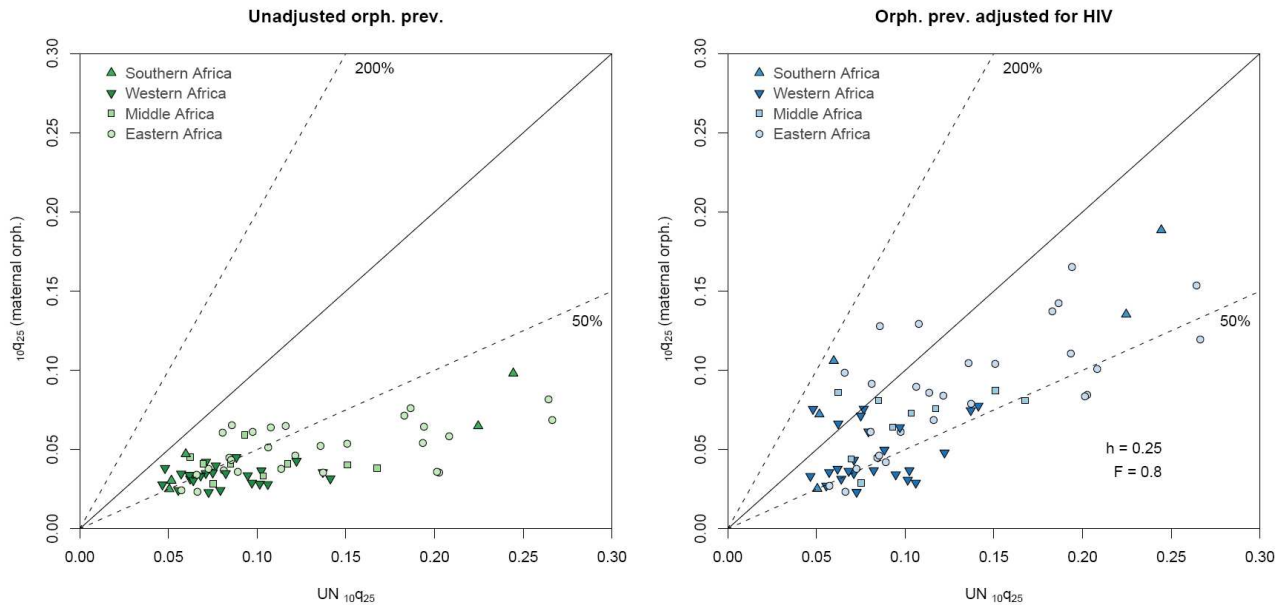 Unadjusted orph. prev.
0.30
0.25
0.20
0.15
0.10
0.05
0.00
₁₀q₂₅ (maternal orph.)
Southern Africa
Western Africa
Middle Africa
Eastern Africa
200%
50%
0.00 0.05 0.10 0.15 0.20 0.25 0.30
UN ₁₀q₂₅
Orph. prev. adjusted for HIV
0.30
0.25
0.20
0.15
0.10
0.05
0.00
₁₀q₂₅ (maternal orph.)
Southern Africa
Western Africa
Middle Africa
Eastern Africa
200%
50%
h = 0.25
F = 0.8
0.00 0.05 0.10 0.15 0.20 0.25 0.30
UN ₁₀q₂₅